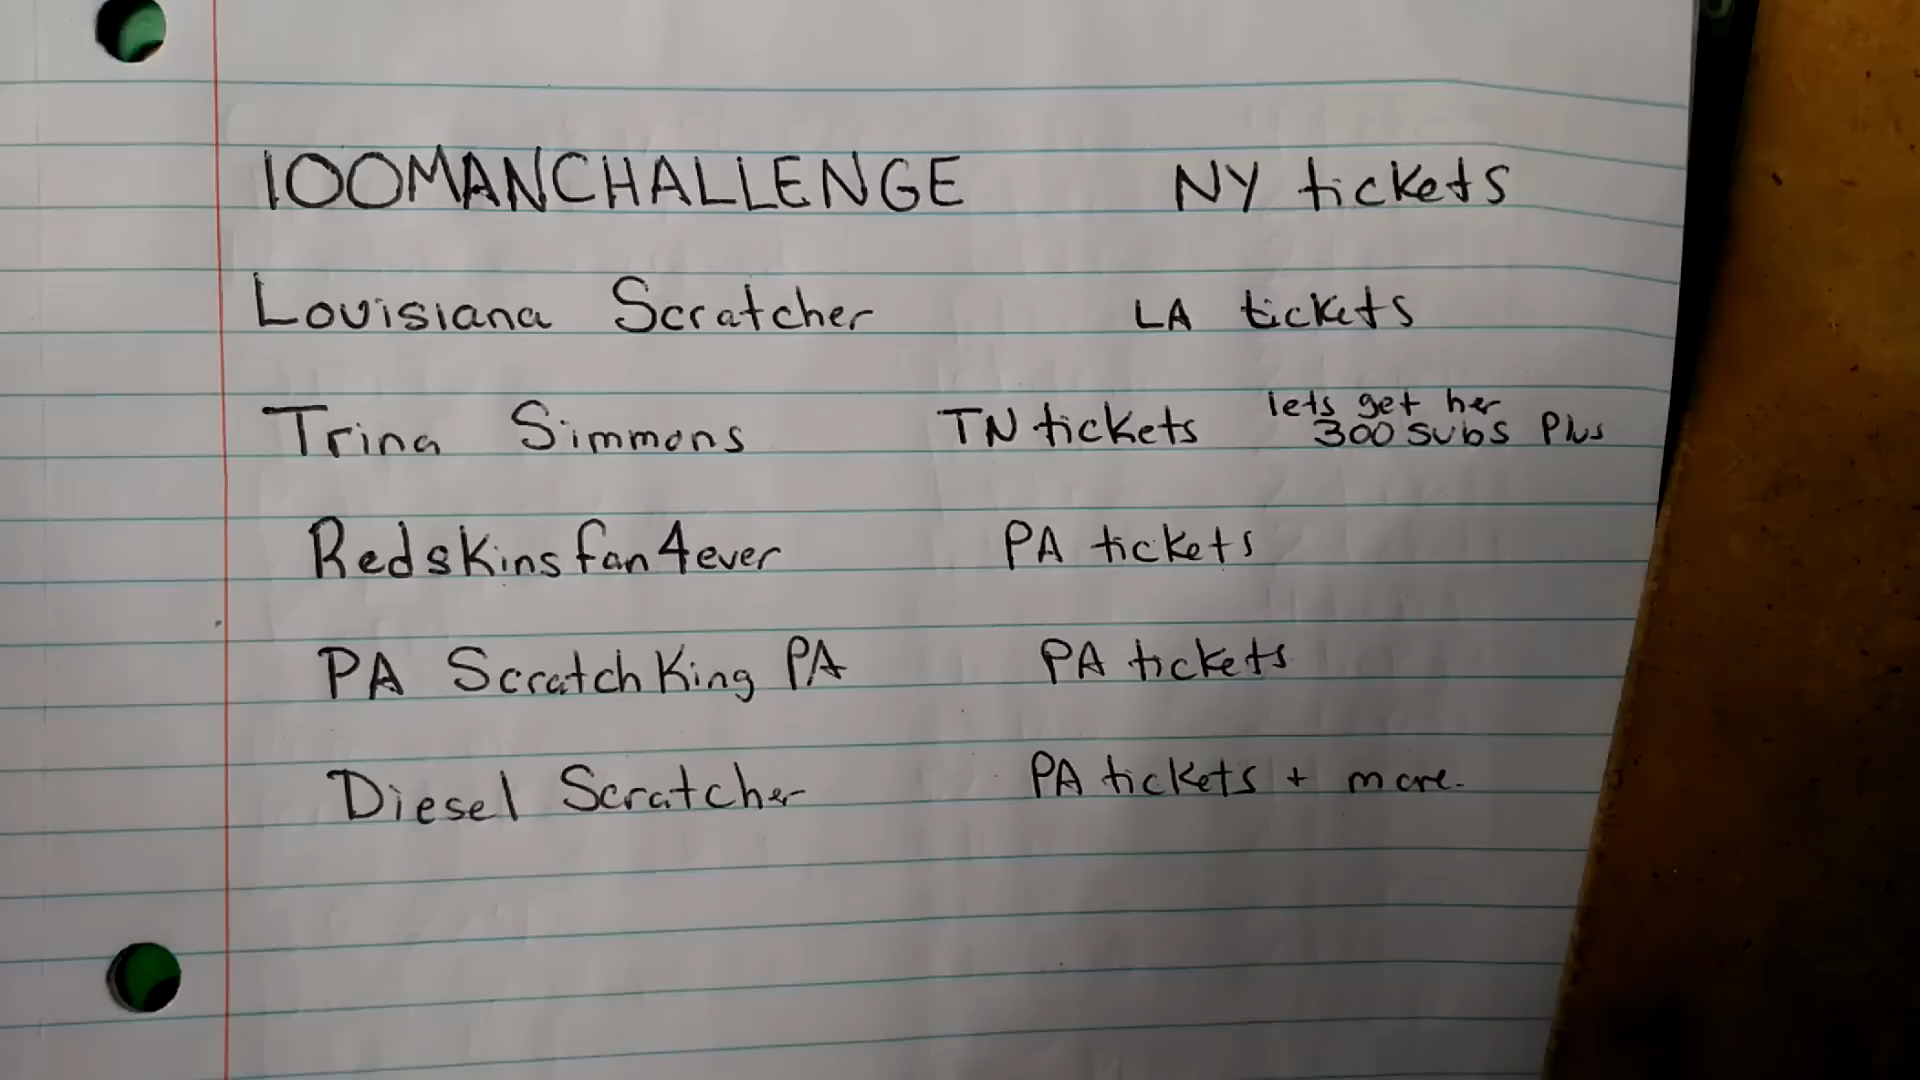 100MANCHALLENGE NY tickets
Louisiana Scratcher LA tickets
Trina Simmons TN tickets lets get her
300 subs Plus
Redskinsfan4ever PA tickets
PA ScratchKing PA PA tickets
Diesel Scratcher PA tickets + more.